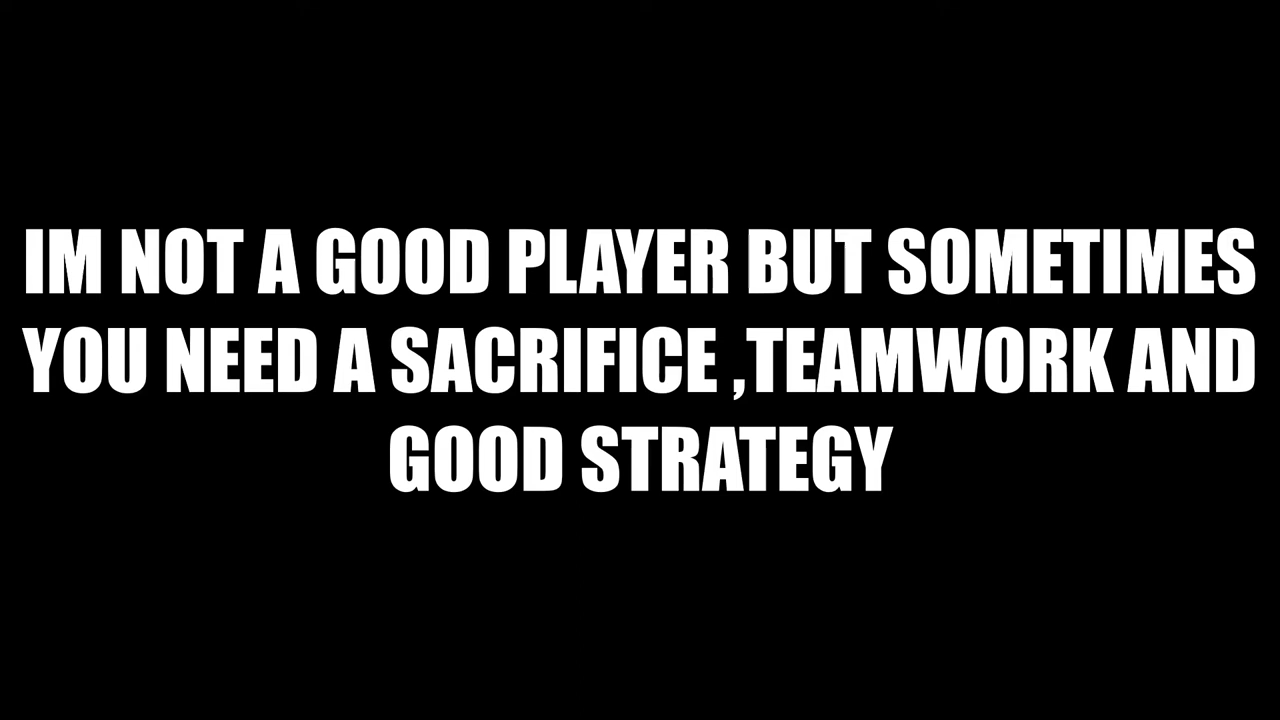 IM NOT A GOOD PLAYER BUT SOMETIMES
YOU NEED A SACRIFICE ,TEAMWORK AND
GOOD STRATEGY